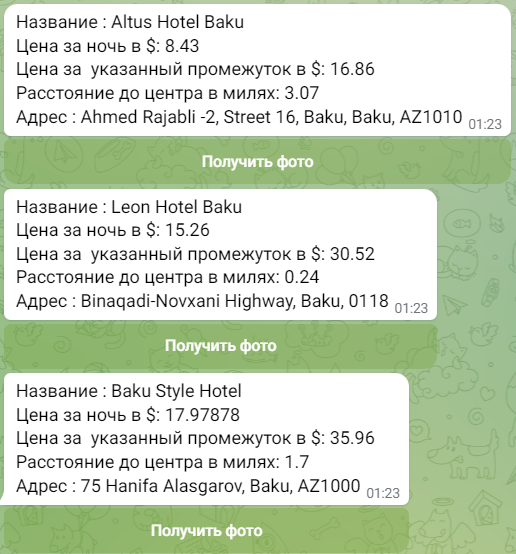 Название : Altus Hotel Baku
Цена за ночь в $: 8.43
Цена за  указанный промежуток в $: 16.86
Расстояние до центра в милях: 3.07
Адрес : Ahmed Rajabli -2, Street 16, Baku, Baku, AZ1010 01:23
Получить фото
Название : Leon Hotel Baku
Цена за ночь в $: 15.26
Цена за  указанный промежуток в $: 30.52
Расстояние до центра в милях: 0.24
Адрес : Binaqadi-Novxani Highway, Baku, 0118 01:23
Получить фото
Название : Baku Style Hotel
Цена за ночь в $: 17.97878
Цена за  указанный промежуток в $: 35.96
Расстояние до центра в милях: 1.7
Адрес : 75 Hanifa Alasgarov, Baku, AZ1000 01:23
Получить фото